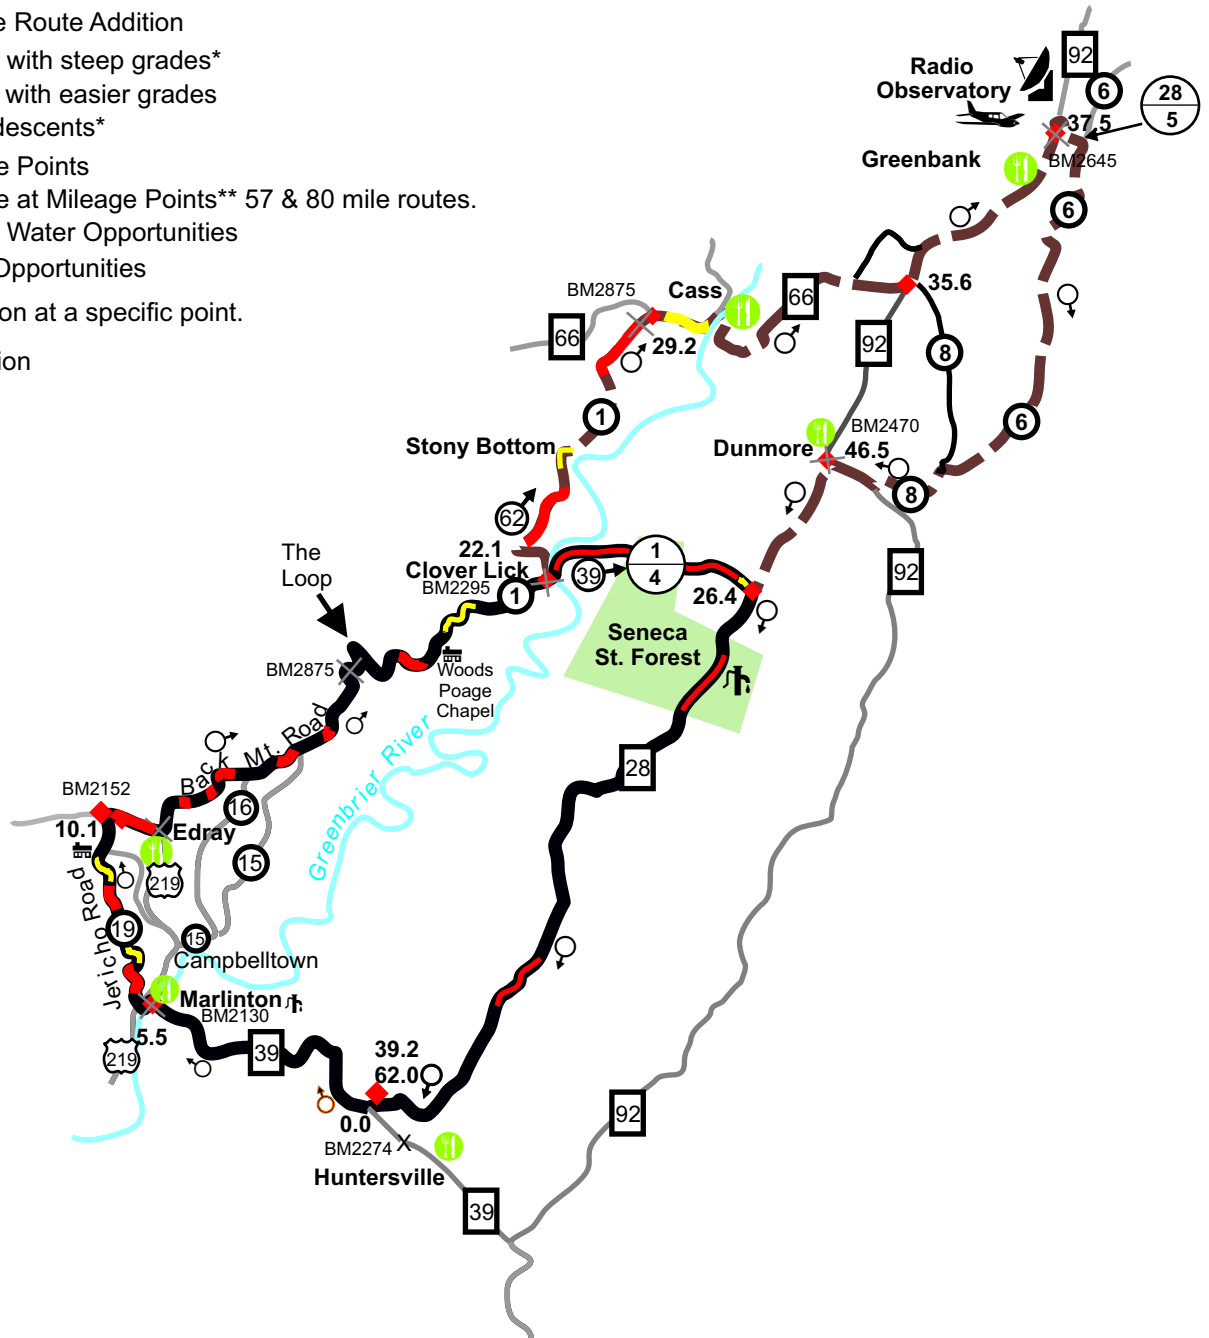 e Route Addition
with steep grades*
with easier grades
descents*
e Points
e at Mileage Points** 57 & 80 mile routes.
Water Opportunities
Opportunities
on at a specific point.
ion
92
Radio
Observatory
6
28
5
37.5
BM2645
Greenbank
6
BM2875
Cass
66
35.6
66
29.2
92
8
1
BM2470
6
Stony Bottom
Dunmore
46.5
8
62
22.1
The
Loop
Clover Lick
BM2295
1
39
1
4
26.4
92
Seneca
St. Forest
BM2875
Woods
Poage
Chapel
Back Mt. Road
Greenbrier River
28
BM2152
16
10.1
Edray
15
219
Jericho Road
19
15
Campbelltown
Marlinton
BM2130
5.5
219
39
39.2
62.0
0.0
BM2274 X
92
Huntersville
39